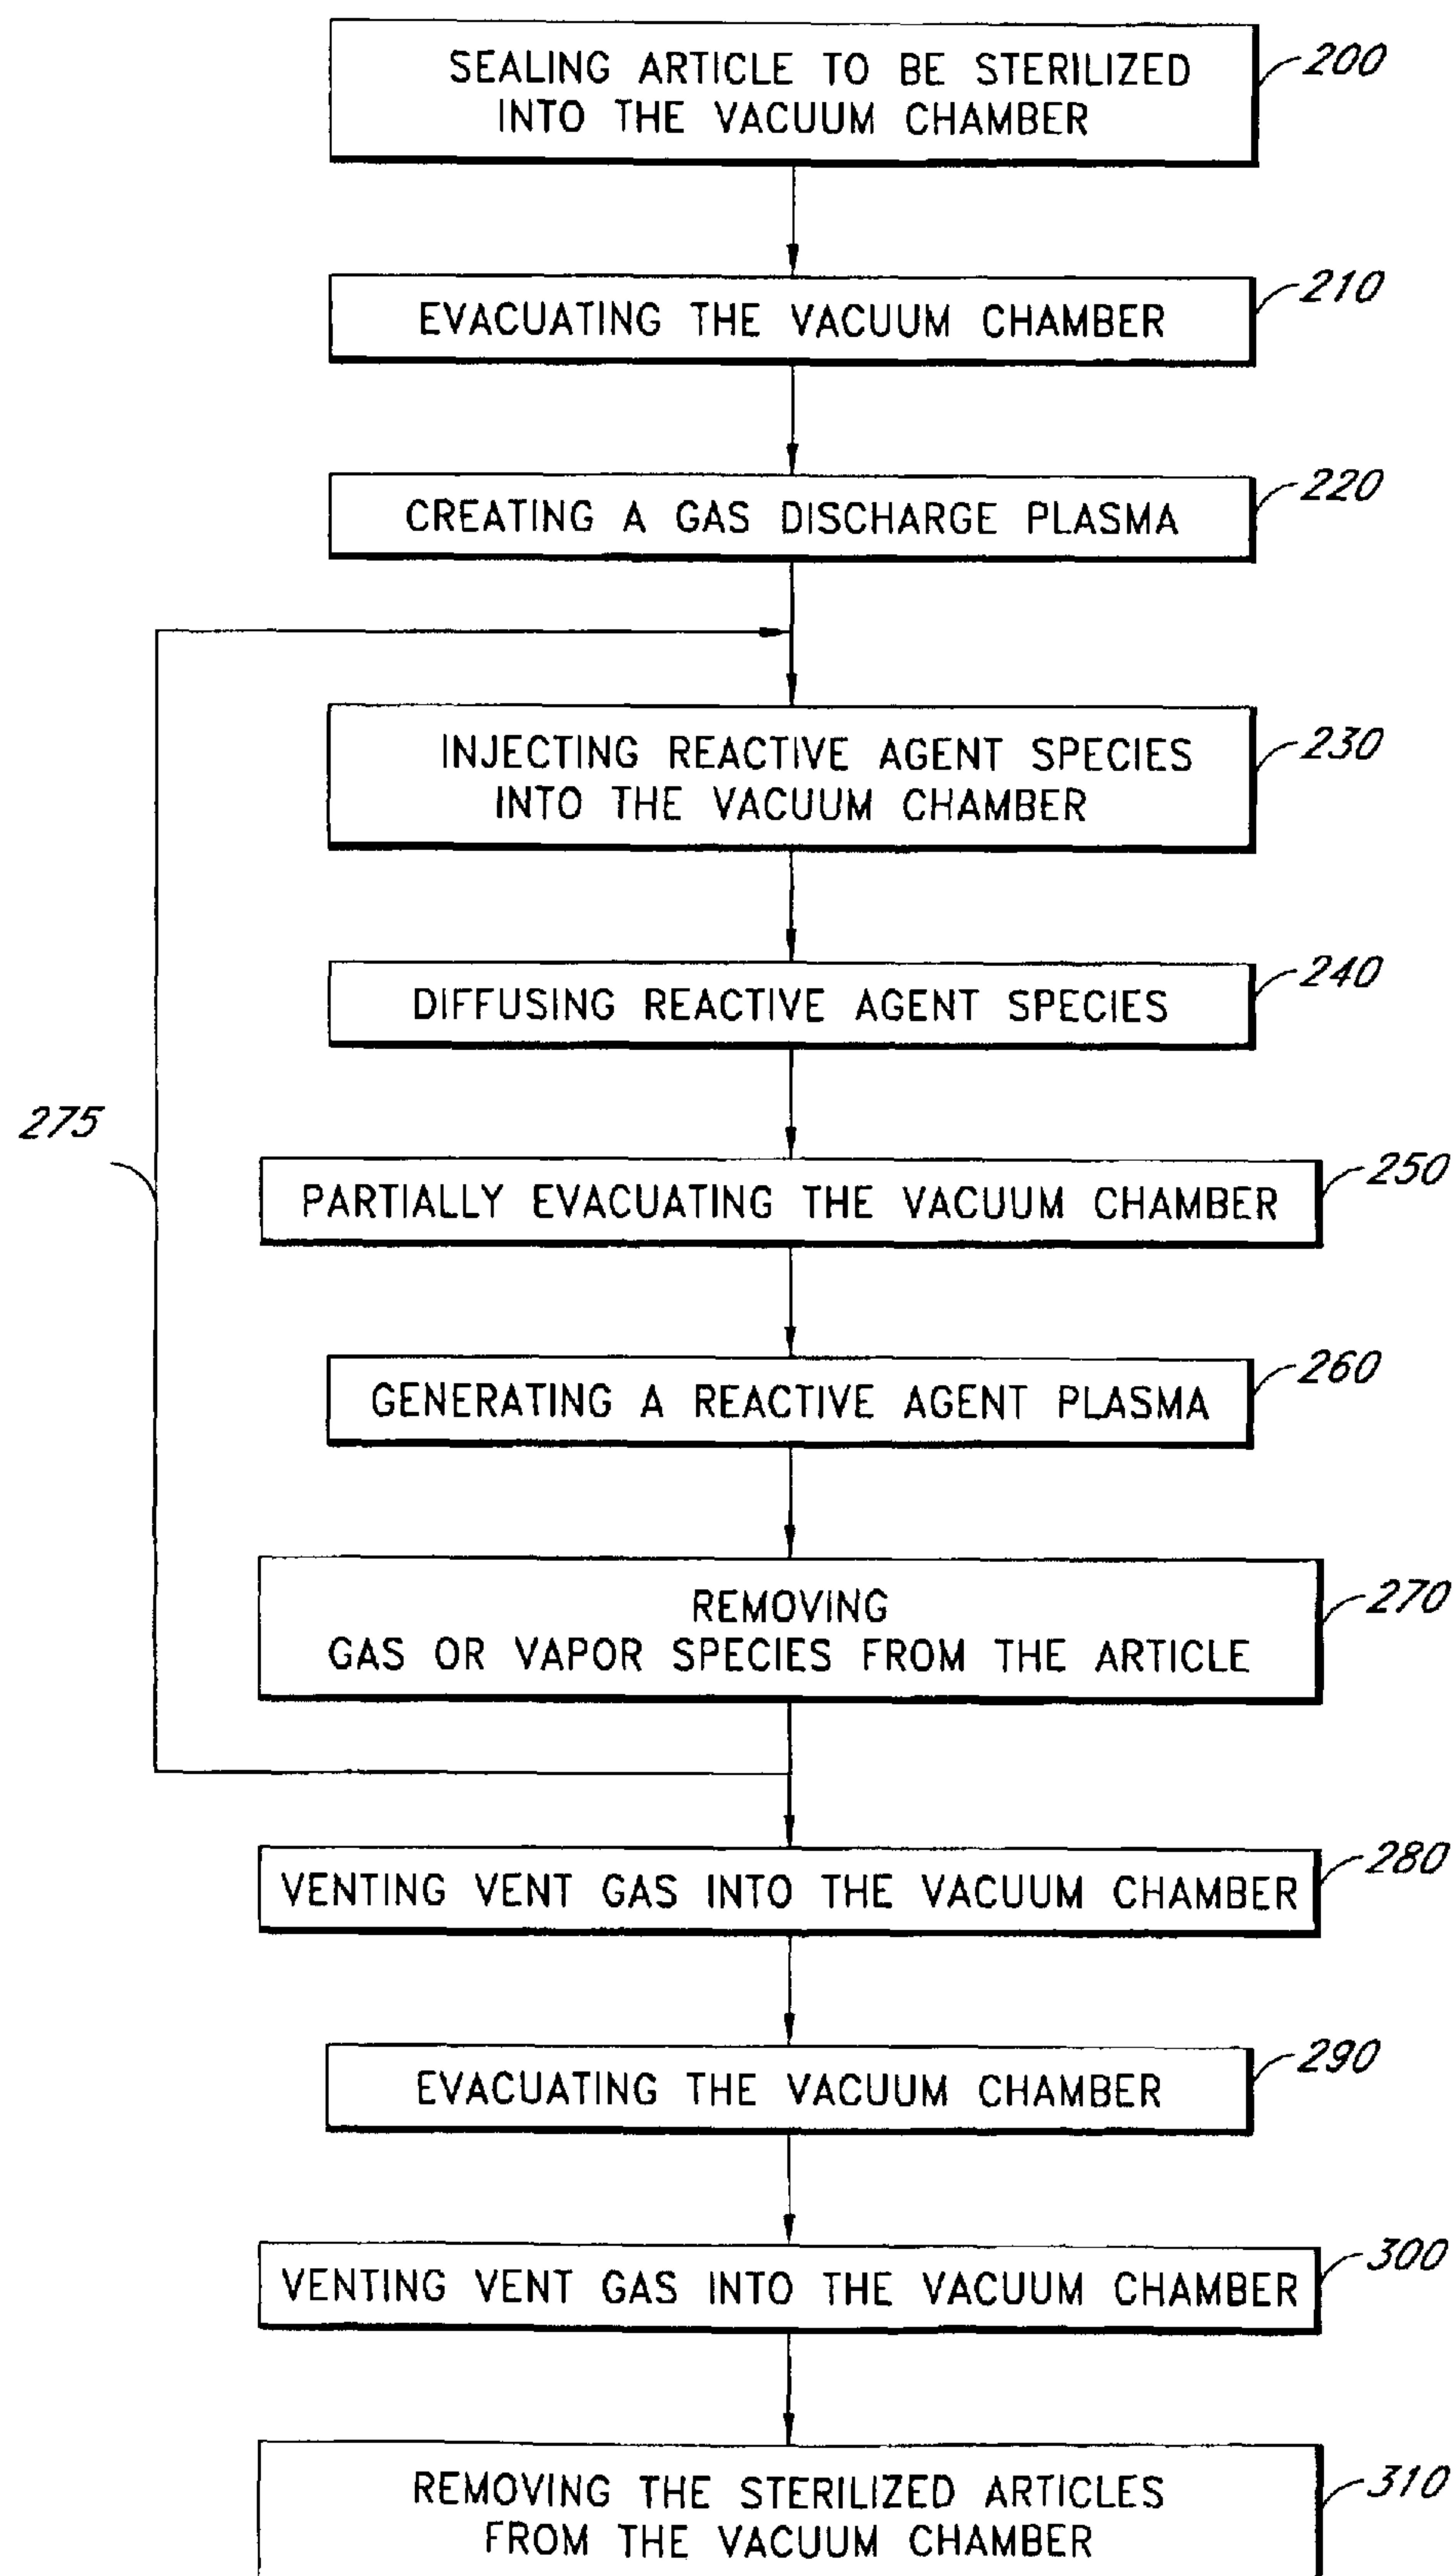 SEALING ARTICLE TO BE STERILIZED
INTO THE VACUUM CHAMBER
200
EVACUATING THE VACUUM CHAMBER
210
CREATING A GAS DISCHARGE PLASMA
220
INJECTING REACTIVE AGENT SPECIES
INTO THE VACUUM CHAMBER
230
DIFFUSING REACTIVE AGENT SPECIES
240
275
PARTIALLY EVACUATING THE VACUUM CHAMBER
250
GENERATING A REACTIVE AGENT PLASMA
260
REMOVING
GAS OR VAPOR SPECIES FROM THE ARTICLE
270
VENTING VENT GAS INTO THE VACUUM CHAMBER
280
EVACUATING THE VACUUM CHAMBER
290
VENTING VENT GAS INTO THE VACUUM CHAMBER
300
REMOVING THE STERILIZED ARTICLES
FROM THE VACUUM CHAMBER
310